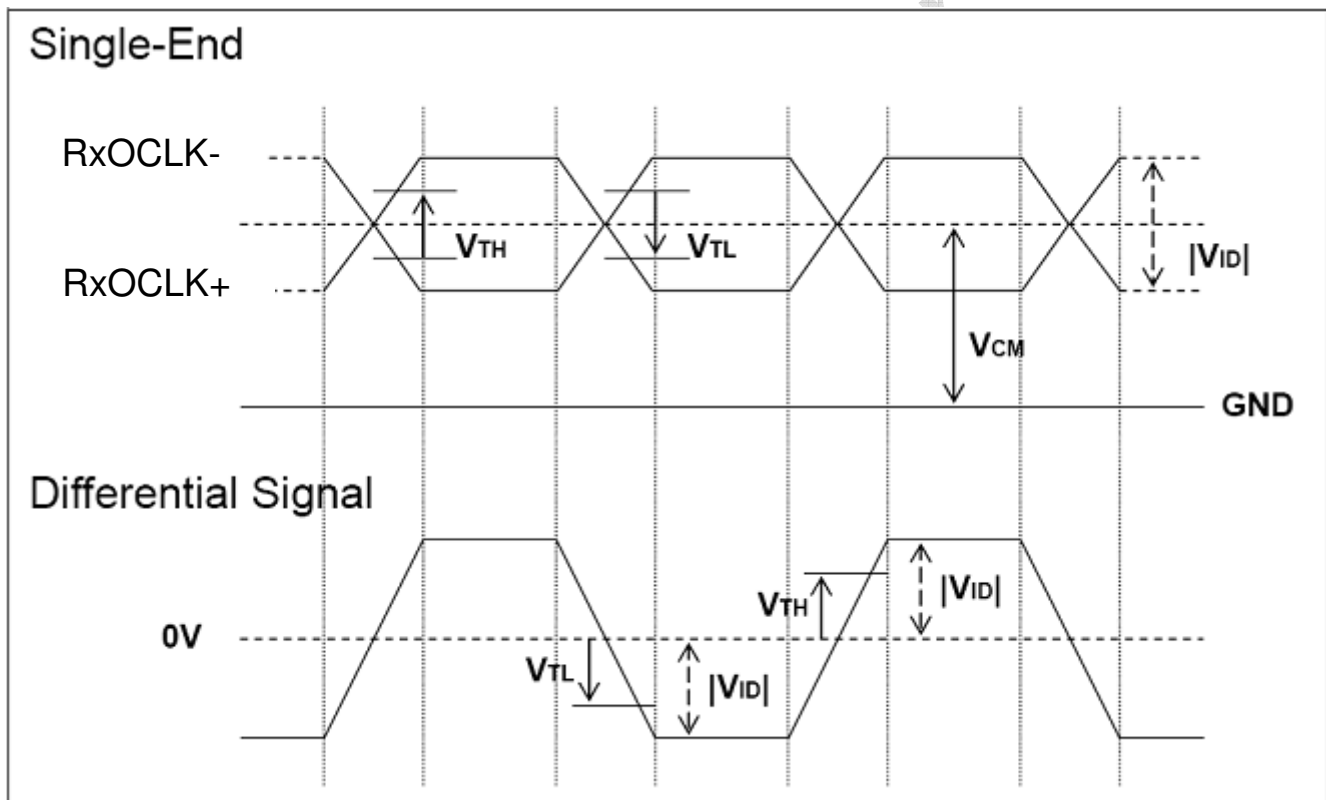 Single-End
RxOCLK-
VTH
VTL
|VID|
RxOCLK+
VCM
GND
Differential Signal
|VID|
VTH
0V
VTL
|VID|